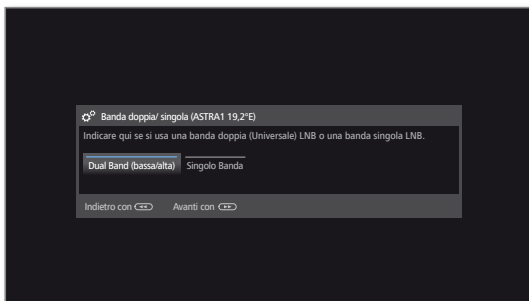 Banda doppia/ singola (ASTRA1 19,2°E)
Indicare qui se si usa una banda doppia (Universale) LNB o una banda singola LNB.
Dual Band (bassa/alta) Singolo Banda
Indietro con Avanti con